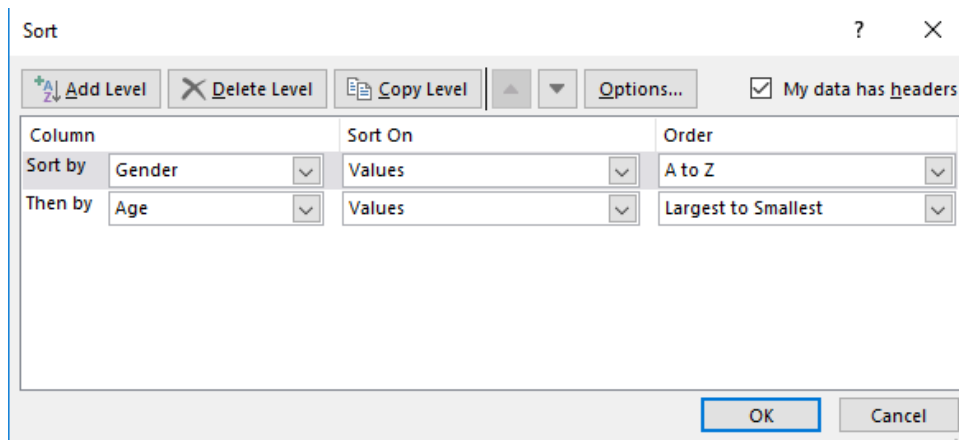 Sort ?
Add Level Delete Level Copy Level Options... My data has headers
Column Sort On Order
Sort by Gender Values A to Z
Then by Age Values Largest to Smallest
OK Cancel